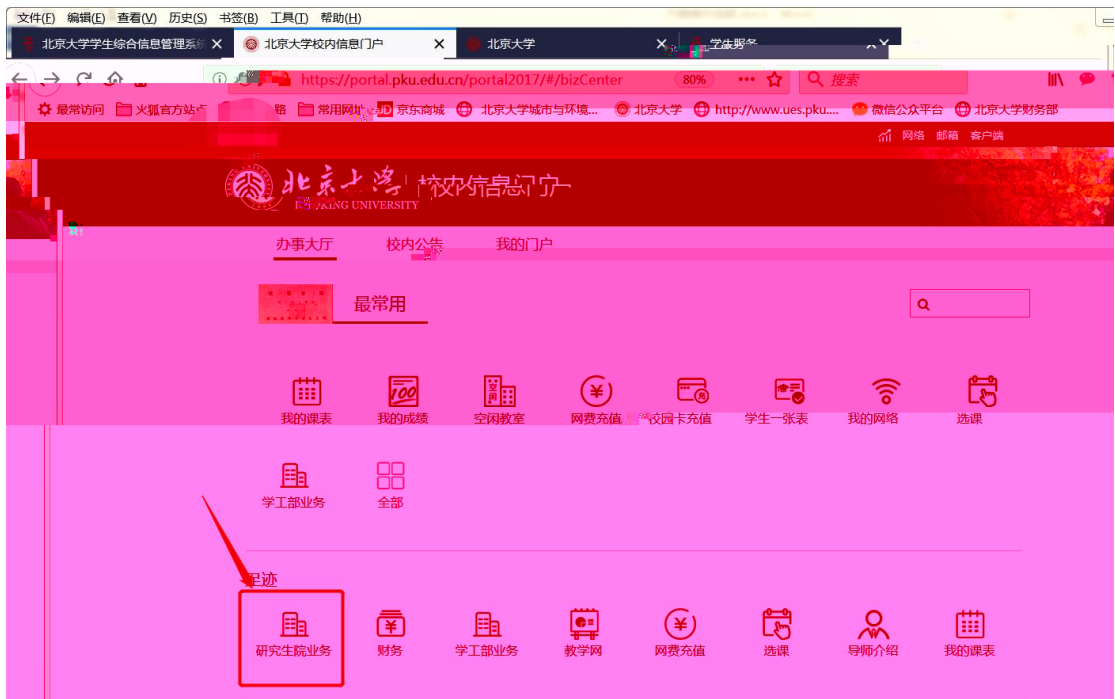 文件(F) 编辑(E) 查看(V) 历史(S) 书签(B) 工具(T) 帮助(H)
北京大学学生综合信息管理系统 北京大学校内信息门户 北京大学 学生服务
https://portal.pku.edu.cn/portal2017/#/bizCenter 80% 搜索
最常访问 火狐官方站点 路 常用网址 JD 京东商城 北京大学城市与环境... 北京大学 http://www.ues.pku.... 微信公众平台 北京大学财务部
网络 邮箱 客户端
北京大学 校内信息门户
PEKING UNIVERSITY
办事大厅 校内公告 我的门户
最常用
我的课表 我的成绩 空闲教室 网费充值 校园卡充值 学生一张表 我的网络 选课
学工部业务 全部
足迹
研究生院业务 财务 学工部业务 教学网 网费充值 选课 导师介绍 我的课表